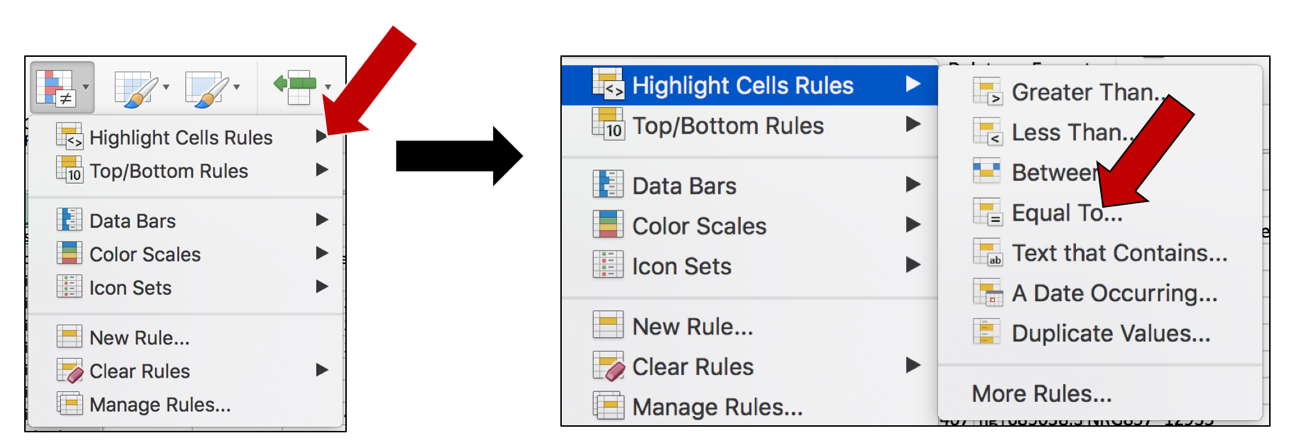 Highlight Cells Rules
Top/Bottom Rules
Data Bars
Color Scales
Icon Sets
New Rule...
Clear Rules
Manage Rules...
Highlight Cells Rules
Top/Bottom Rules
Data Bars
Color Scales
Icon Sets
New Rule...
Clear Rules
Manage Rules...
Greater Than...
Less Than...
Between
Equal To...
Text that Contains...
A Date Occurring...
Duplicate Values...
More Rules...